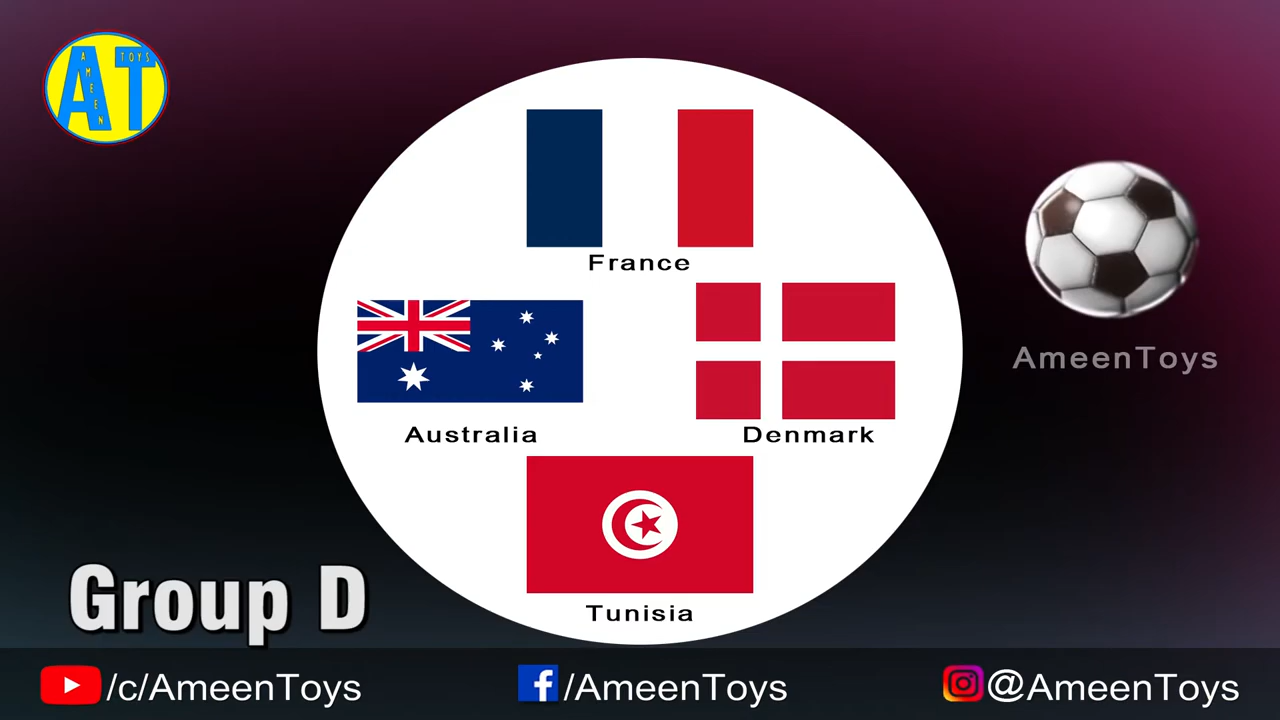 AT
AMEEN
TOYS
France
Australia
Denmark
Tunisia
AmeenToys
Group D
/c/AmeenToys
/AmeenToys
@AmeenToys